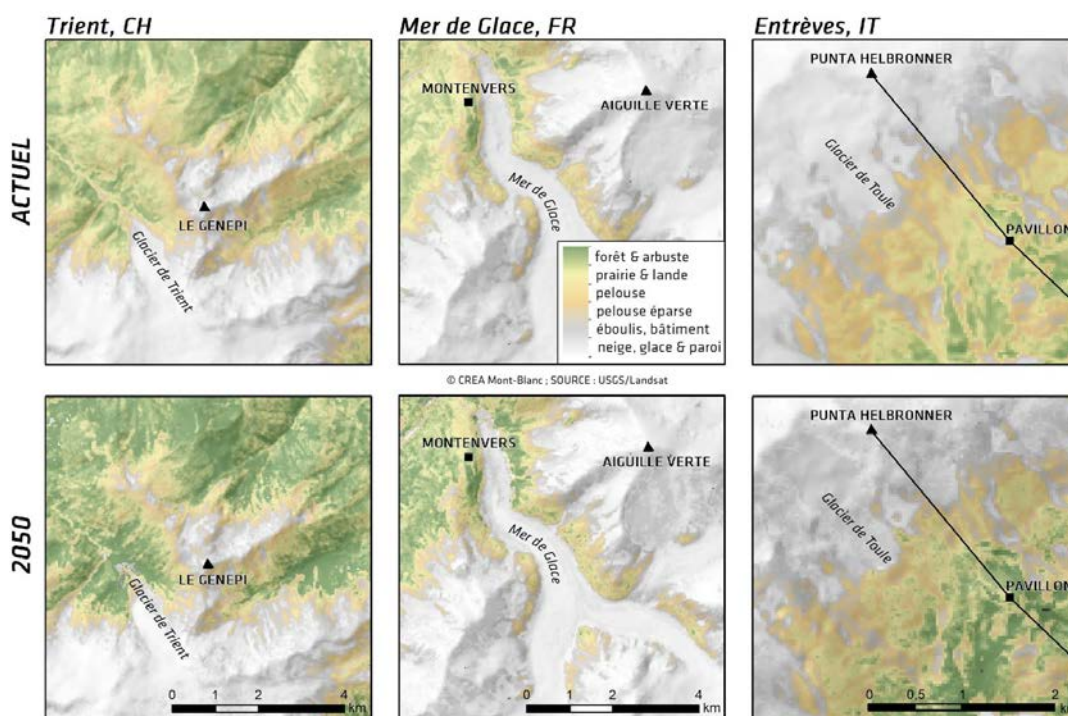 Trient, CH
Mer de Glace, FR
Entrèves, IT
ACTUEL
LE GENEPI
Glacier de Trient
MONTENVERS
AIGUILLE VERTE
Mer de Glace
forêt & arbuste
prairie & lande
pelouse
pelouse éparse
éboulis, bâtiment
neige, glace & paroi
PUNTA HELBRONNER
Glacier de Toule
PAVILLON
© CREA Mont-Blanc ; SOURCE : USGS/Landsat
2050
LE GENEPI
Glacier de Trient
0 1 2 4
km
MONTENVERS
AIGUILLE VERTE
Mer de Glace
0 1 2 4
km
PUNTA HELBRONNER
Glacier de Toule
PAVILLON
0 0,5 1 2
km